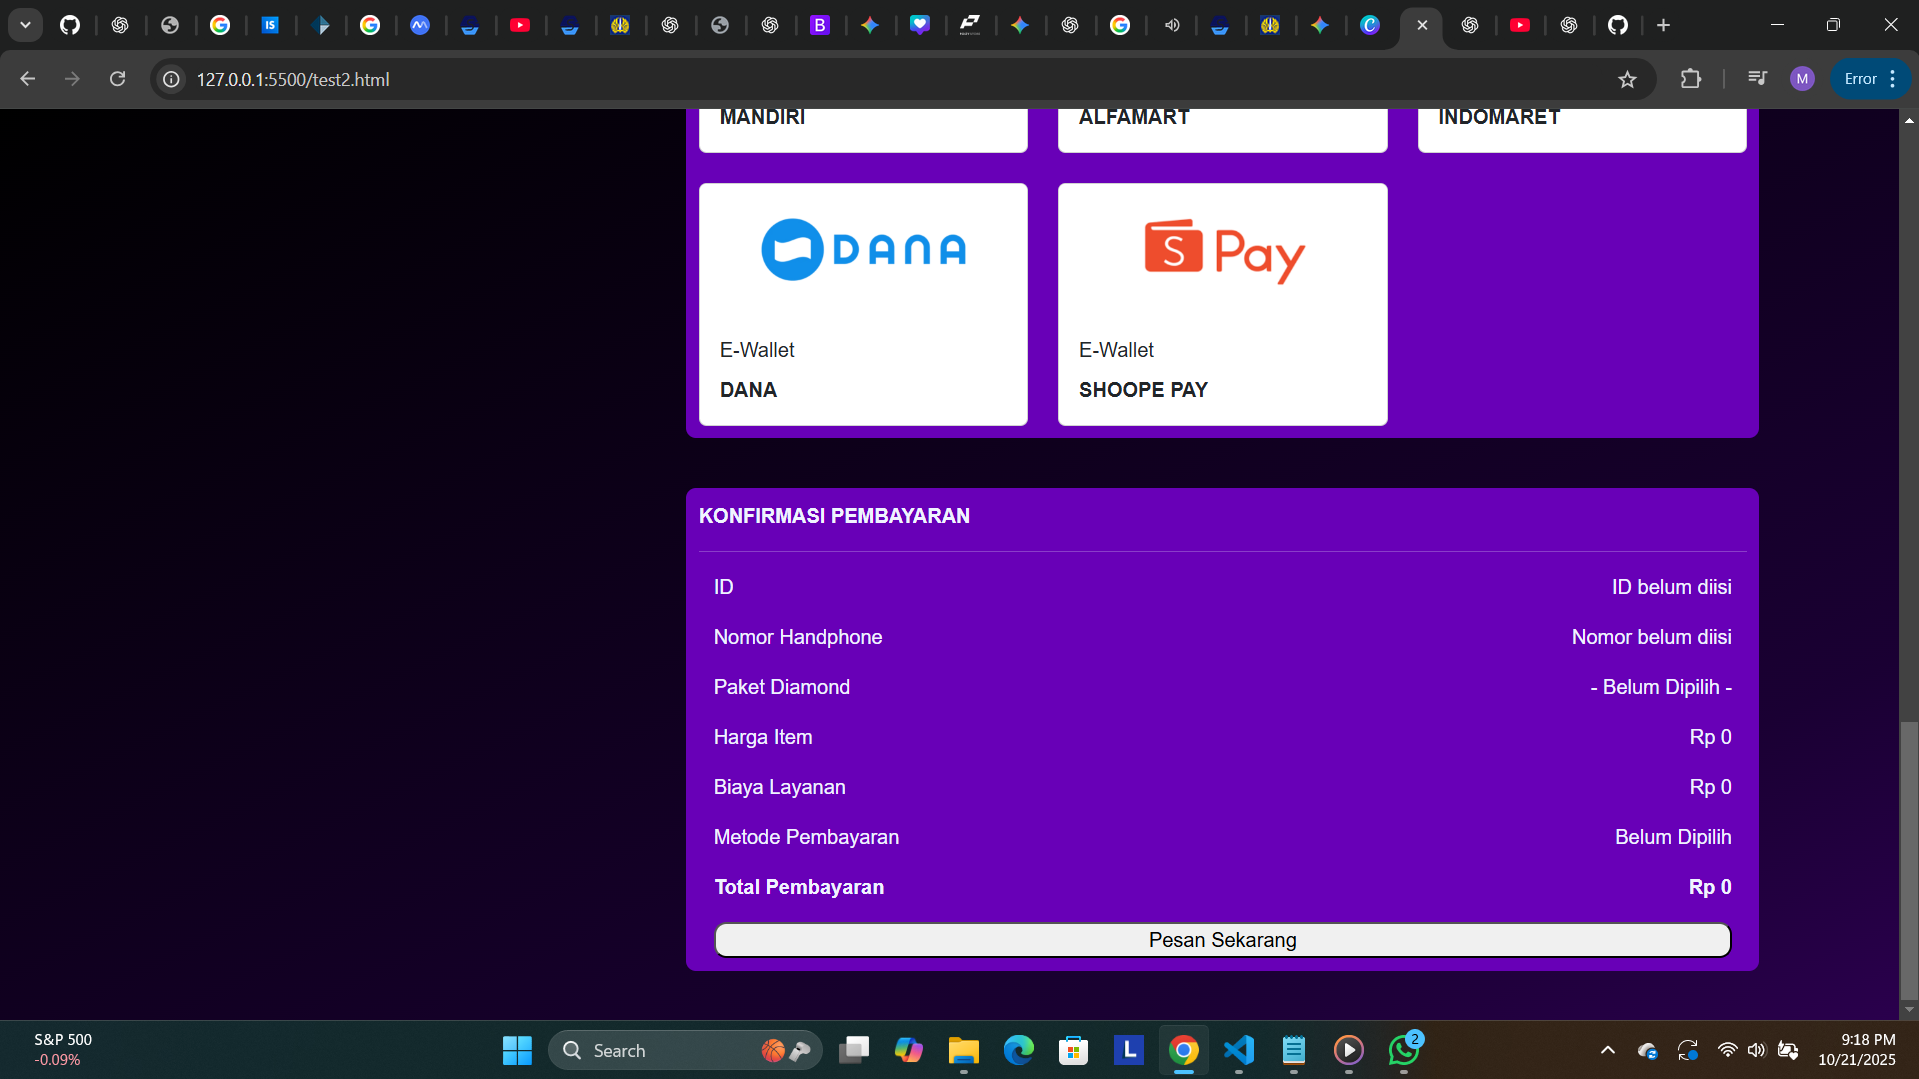 127.0.0.1:5500/test2.html
M
Error
MANDIRI
ALFAMART
INDOMARET
DANA
S Pay
E-Wallet
DANA
E-Wallet
SHOOPE PAY
KONFIRMASI PEMBAYARAN
ID
ID belum diisi
Nomor Handphone
Nomor belum diisi
Paket Diamond
- Belum Dipilih -
Harga Item
Rp 0
Biaya Layanan
Rp 0
Metode Pembayaran
Belum Dipilih
Total Pembayaran
Rp 0
Pesan Sekarang
S&P 500
-0.09%
Search
L
2
9:18 PM
10/21/2025